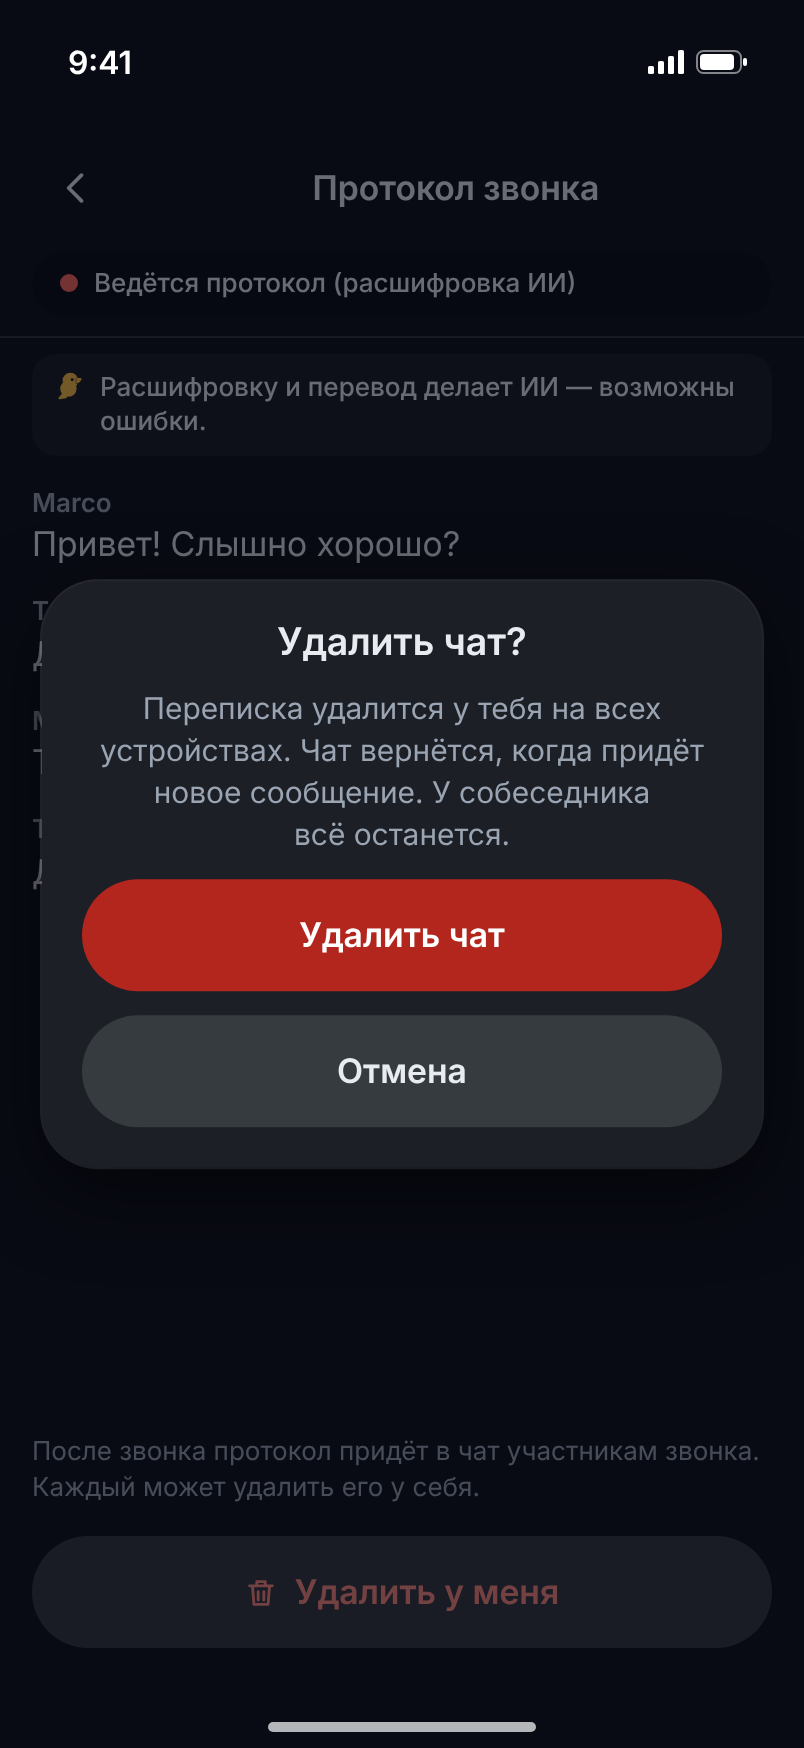 9:41
Протокол звонка
Ведётся протокол (расшифровка ИИ)
Расшифровку и перевод делает ИИ — возможны
ошибки.
Marco
Привет! Слышно хорошо?
Удалить чат?
Переписка удалится у тебя на всех
устройствах. Чат вернётся, когда придёт
новое сообщение. У собеседника
всё останется.
Удалить чат
Отмена
После звонка протокол придёт в чат участникам звонка.
Каждый может удалить его у себя.
Удалить у меня